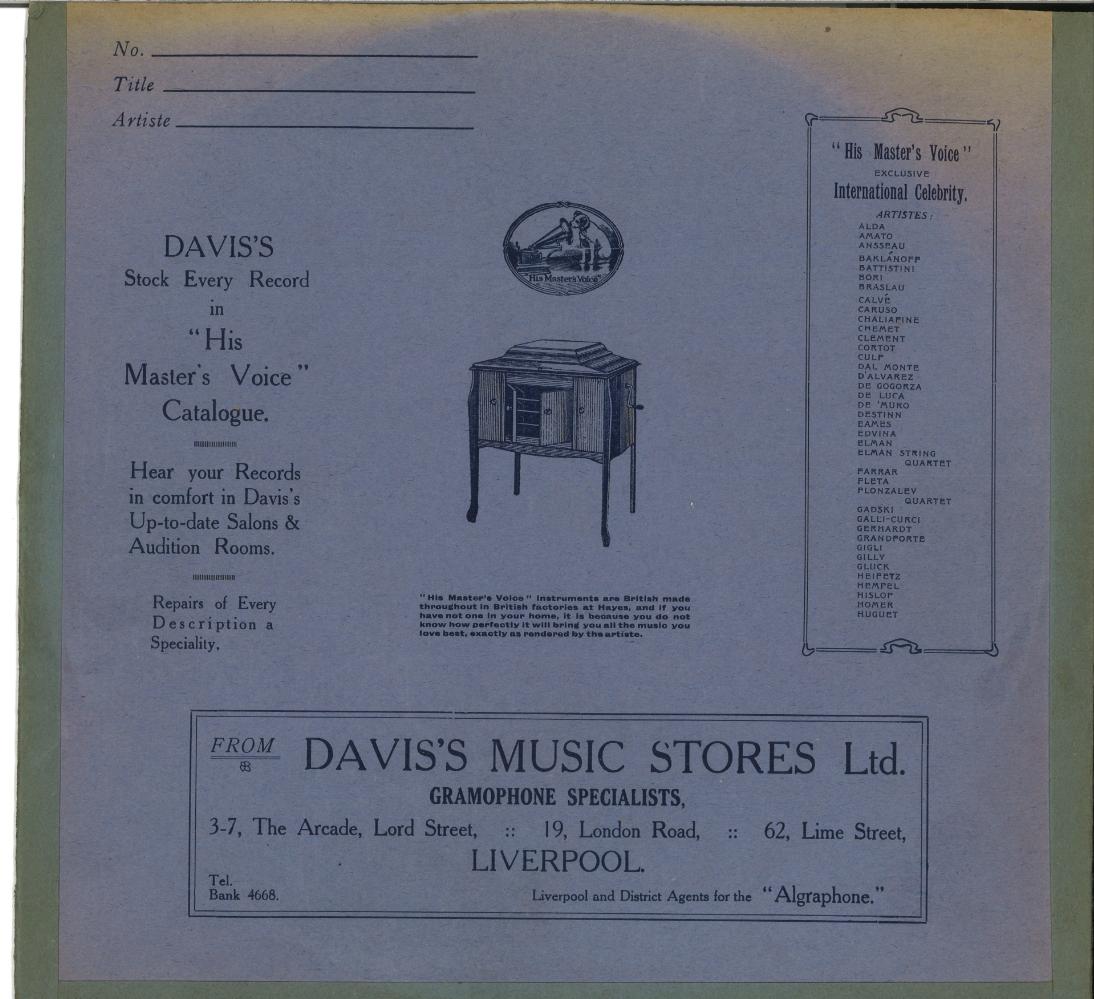 No.
Title
Artiste
DAVIS'S
Stock Every Record
in
“His
Master's Voice”
Catalogue.
Hear your Records
in comfort in Davis's
Up-to-date Salons &
Audition Rooms.
Repairs of Every
Description a
Speciality.
"His Master's Voice"
"His Master's Voice" Instruments are British made
throughout in British factories at Hayes, and if you
have not one in your home, it is because you do not
know how perfectly it will bring you all the music you
love best, exactly as rendered by the artiste.
“His Master's Voice”
EXCLUSIVE
International Celebrity.
ARTISTES:
ALDA
AMATO
ANSSEAU
BAKLÁNOFF
BATTISTINI
BORI
BRASLAU
CALVÉ
CARUSO
CHALIAPINE
CHEMET
CLEMENT
CORTOT
CULP
DAL MONTE
D'ALVAREZ
DE GOGORZA
DE LUCA
DE 'MURO
DESTINN
EAMES
EDVINA
ELMAN
ELMAN STRING
QUARTET
FARRAR
FLETA
FLONZALEY
QUARTET
GADSKI
GALLI-CURCI
GERHARDT
GRANDFORTE
GIGLI
GILLY
GLUCK
HEIFETZ
HEMPEL
HISLOP
HOMER
HUGUET
FROM
DAVIS'S MUSIC STORES Ltd.
GRAMOPHONE SPECIALISTS,
3-7, The Arcade, Lord Street, :: 19, London Road, :: 62, Lime Street,
LIVERPOOL.
Tel.
Bank 4668.
Liverpool and District Agents for the “Algraphone.”